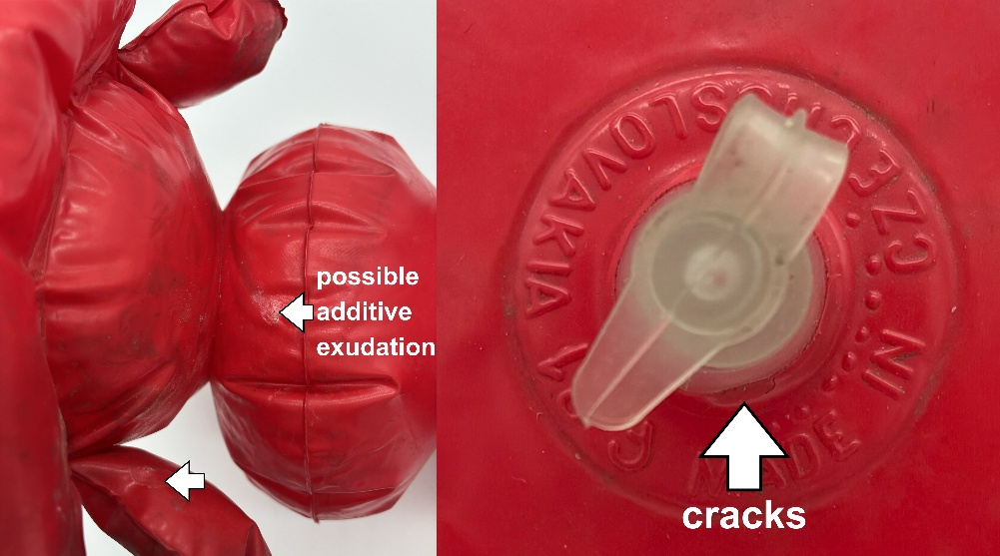 possible
additive
exudation
MADE IN CZECHOSLOVAKIA
cracks